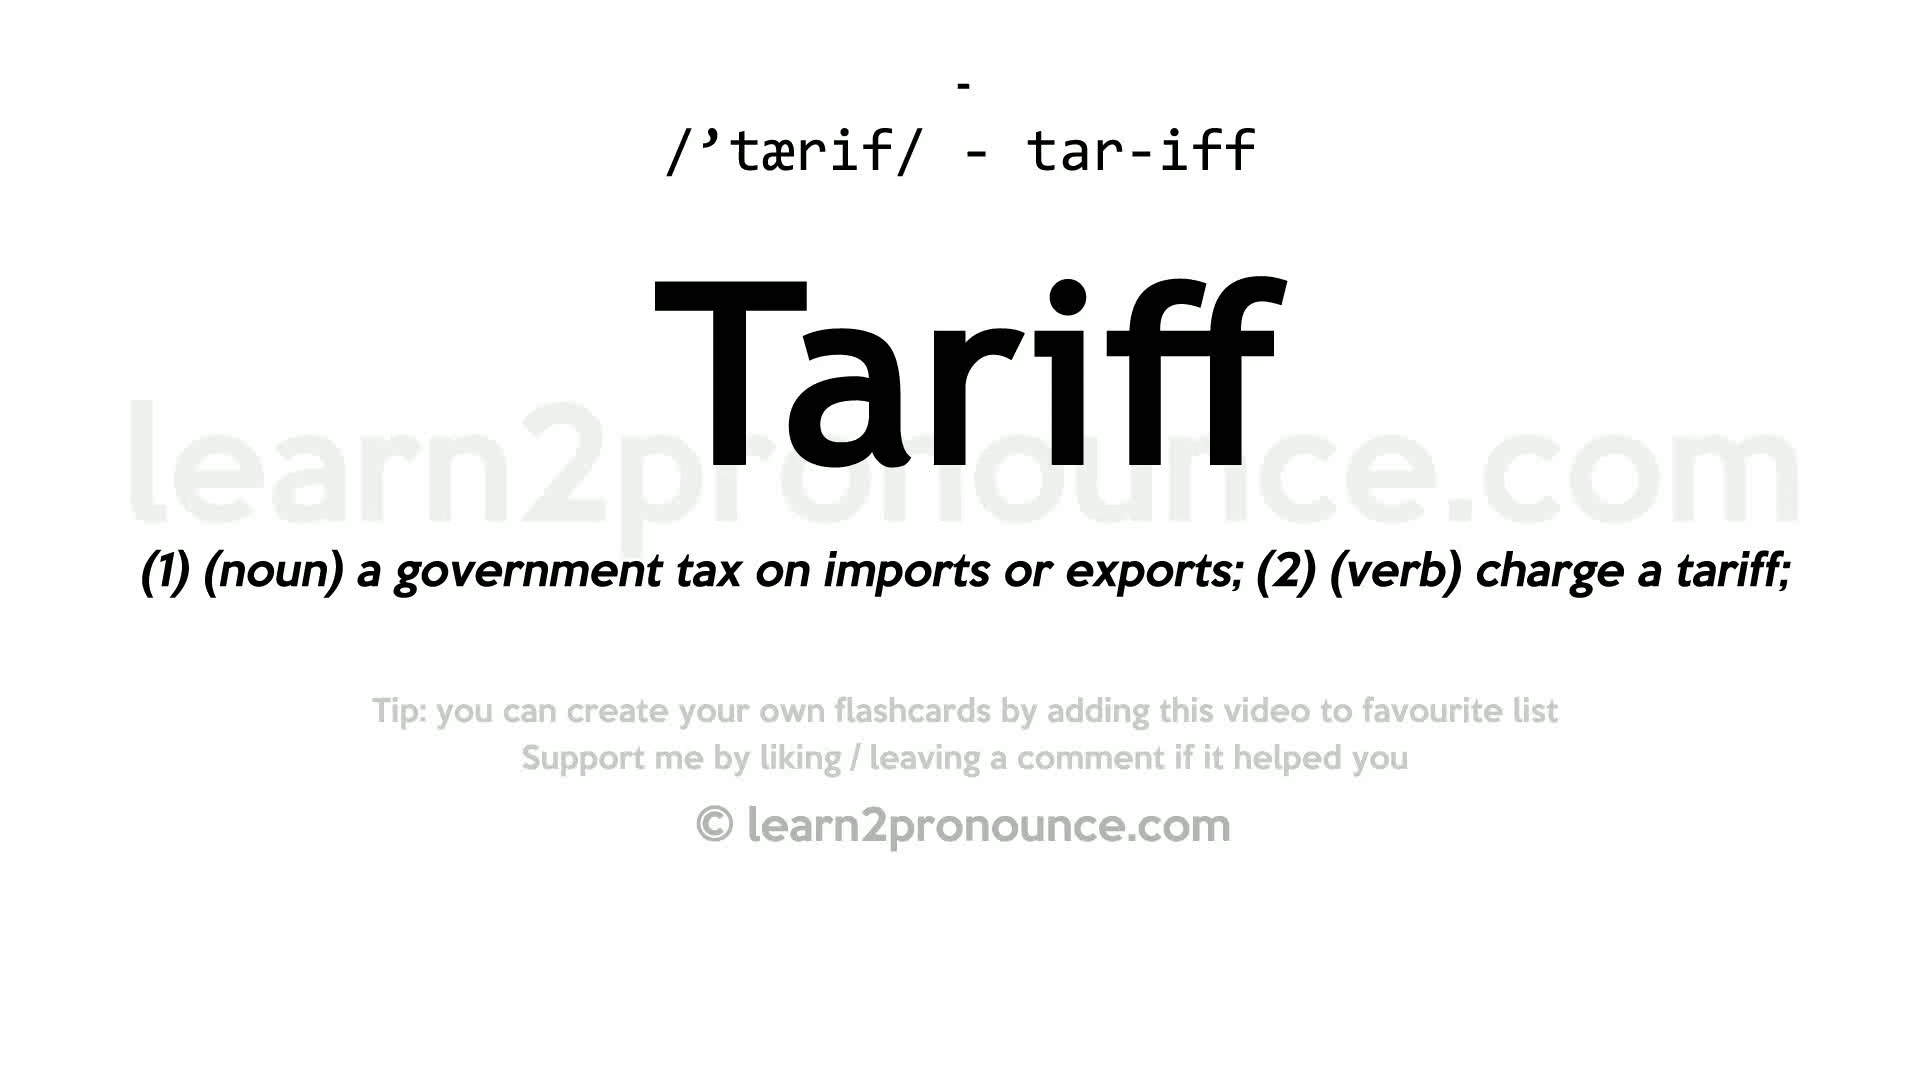 -
/’tærif/ - tar-iff
Tariff
learn2pronounce.com
(1) (noun) a government tax on imports or exports; (2) (verb) charge a tariff;
Tip: you can create your own flashcards by adding this video to favourite list
Support me by liking / leaving a comment if it helped you
© learn2pronounce.com